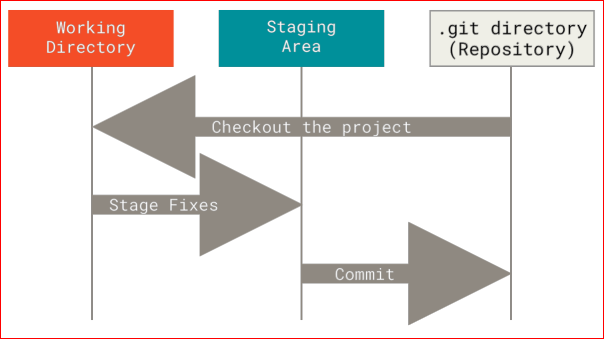 Working
Directory
Staging
Area
.git directory
(Repository)
Checkout the project
Stage Fixes
Commit